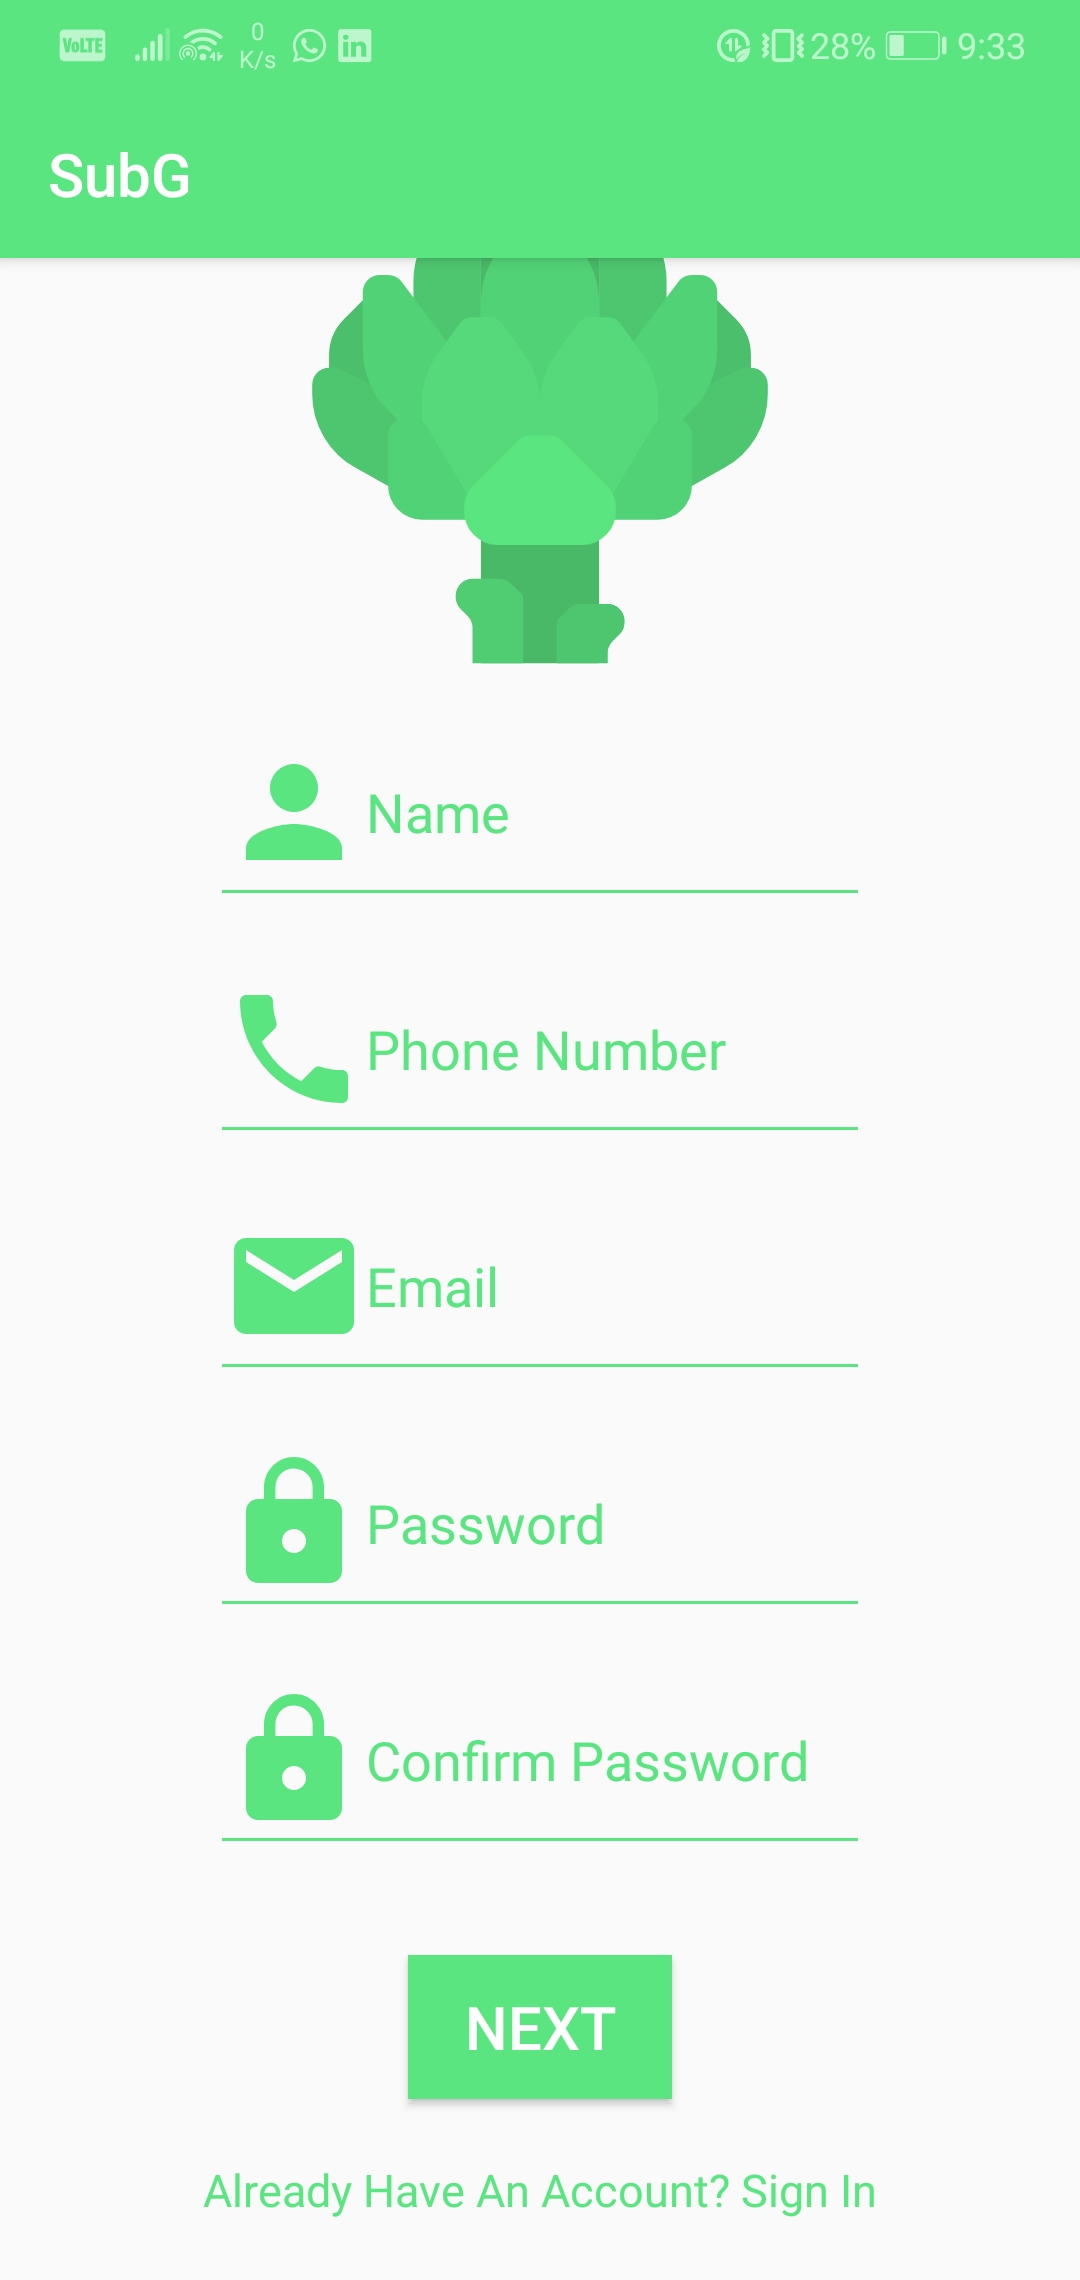 VoLTE 0 K/s in 28% 9:33
SubG
Name
Phone Number
Email
Password
Confirm Password
NEXT
Already Have An Account? Sign In